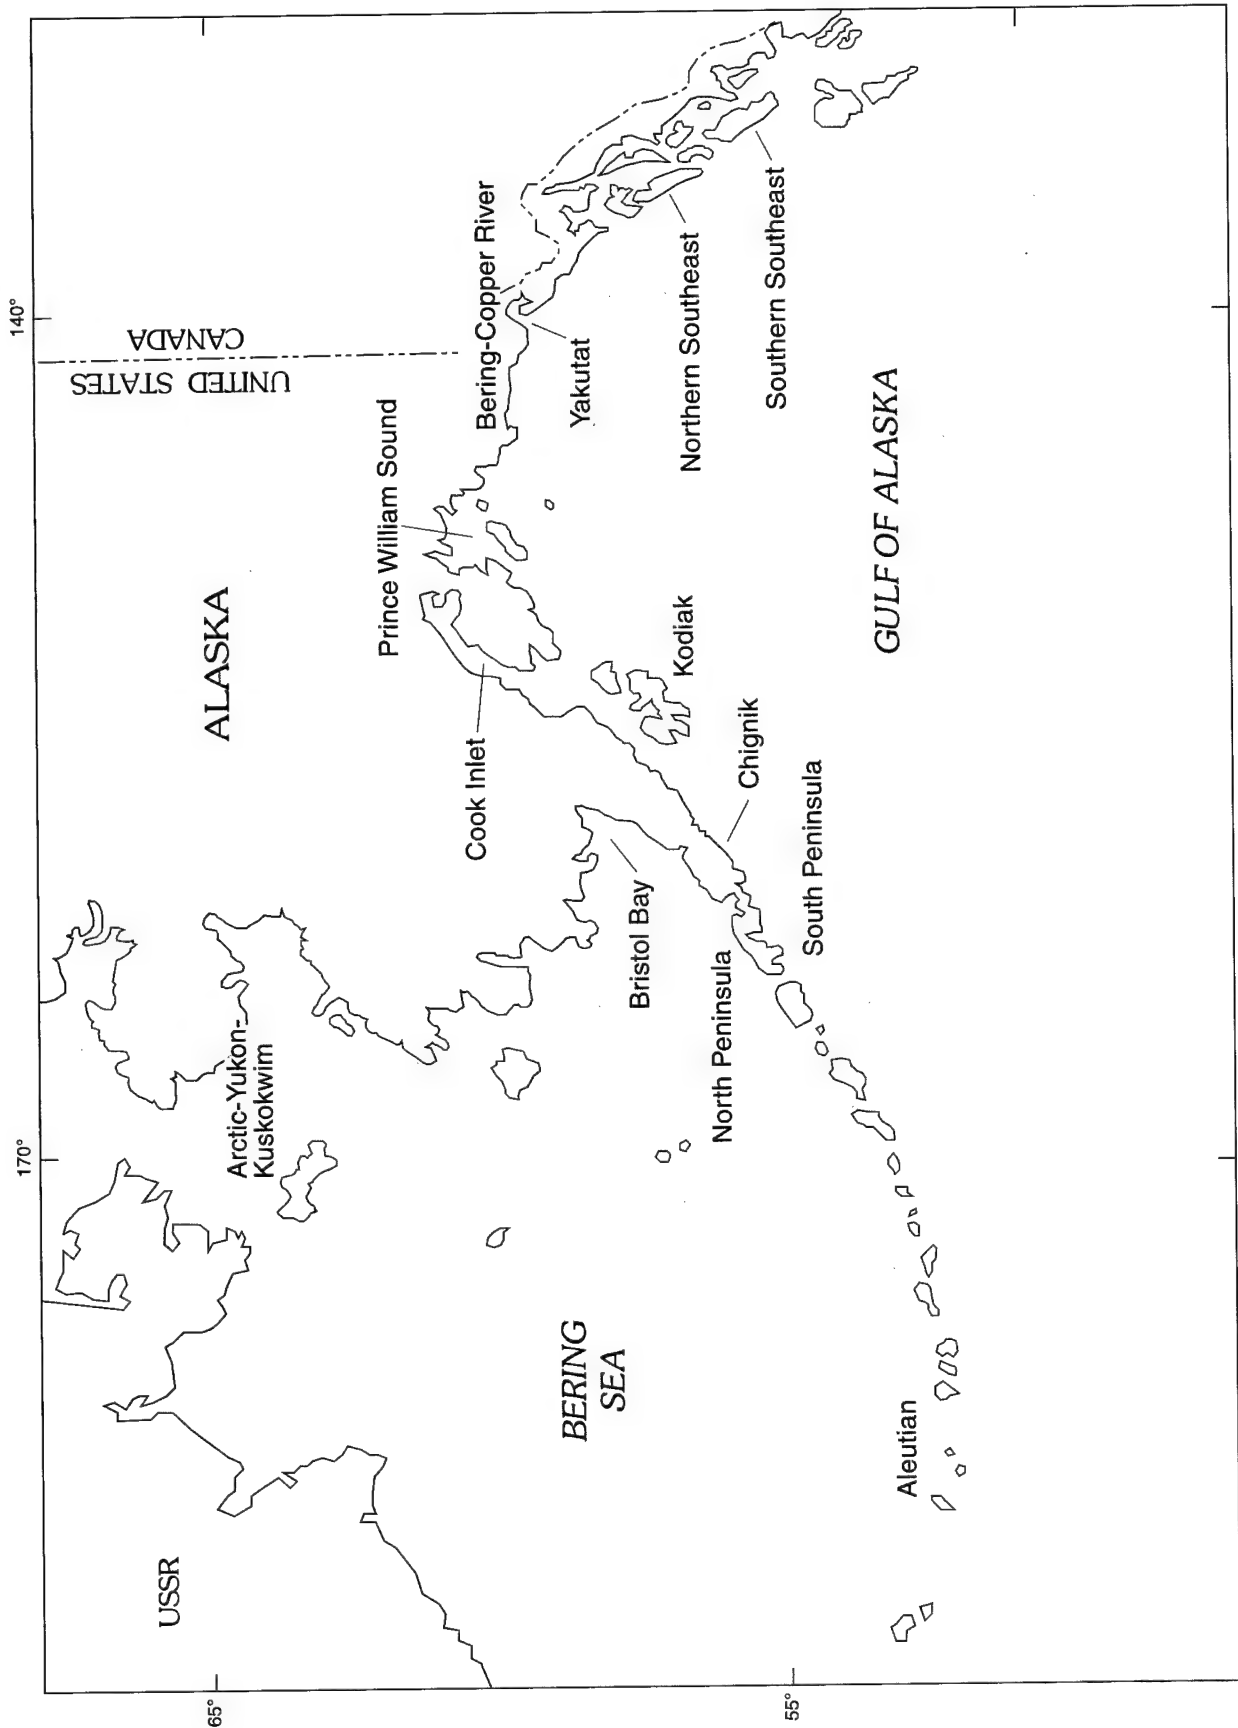 170°
140°
65°
55°
USSR
ALASKA
UNITED STATES
CANADA
Arctic-Yukon-
Kuskokwim
BERING
SEA
Bristol Bay
Cook Inlet
Prince William Sound
Bering-Copper River
Yakutat
Northern Southeast
Southern Southeast
Kodiak
Chignik
North Peninsula
South Peninsula
Aleutian
GULF OF ALASKA